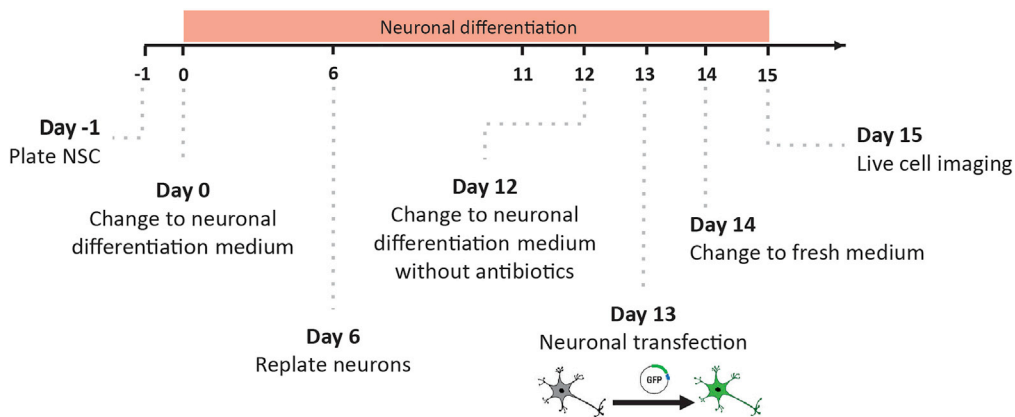 Neuronal differentiation
-1 0 6 11 12 13 14 15
Day -1
Plate NSC
Day 0
Change to neuronal
differentiation medium
Day 6
Replate neurons
Day 12
Change to neuronal
differentiation medium
without antibiotics
Day 13
Neuronal transfection
GFP
Day 14
Change to fresh medium
Day 15
Live cell imaging